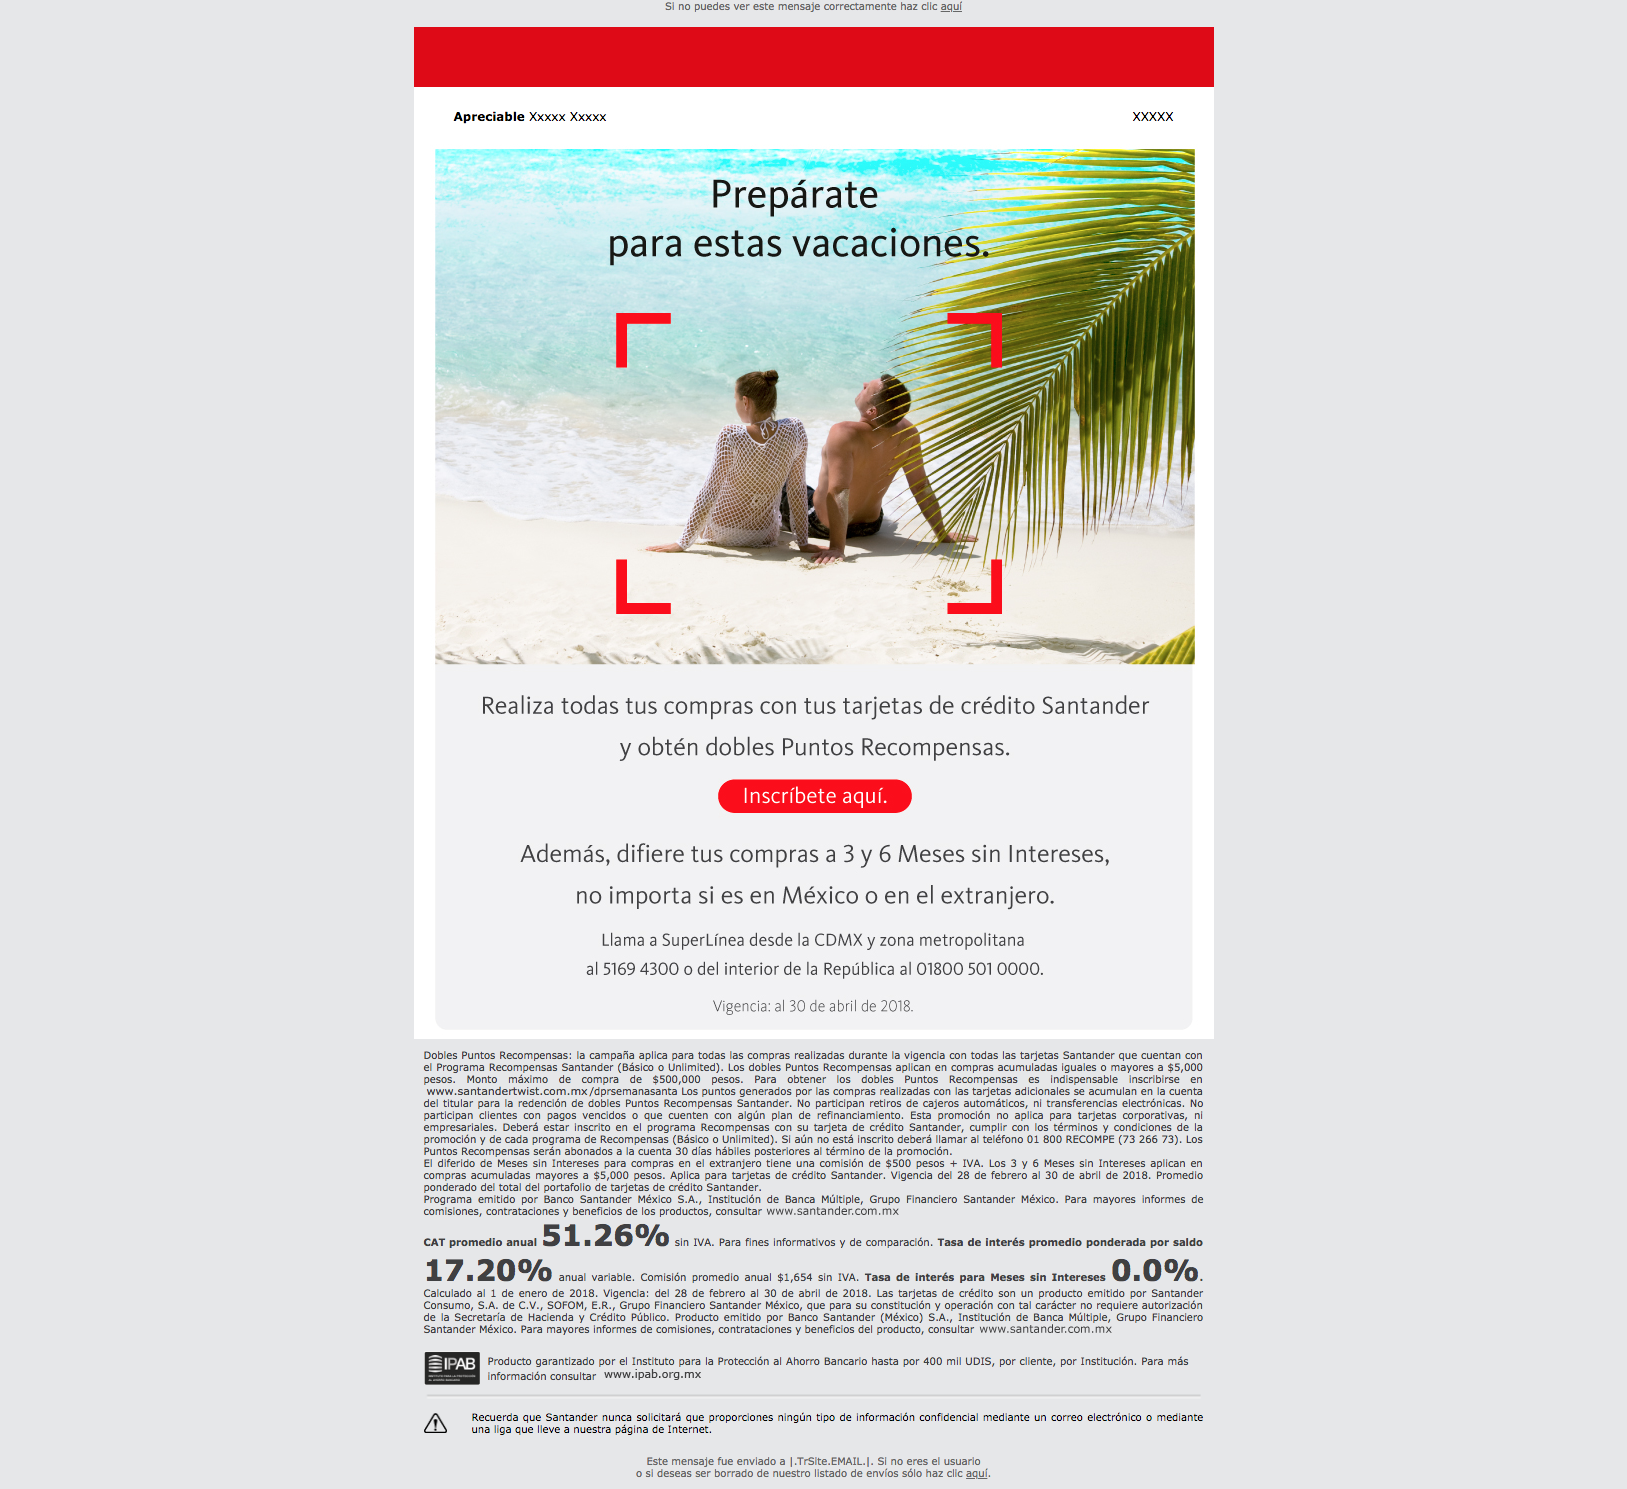 Si no puedes ver este mensaje correctamente haz clic aquí
Apreciable Xxxxx Xxxxx
XXXXX
Prepárate
para estas vacaciones.
Realiza todas tus compras con tus tarjetas de crédito Santander
y obtén dobles Puntos Recompensas.
Inscríbete aquí.
Además, difiere tus compras a 3 y 6 Meses sin Intereses,
no importa si es en México o en el extranjero.
Llama a SuperLínea desde la CDMX y zona metropolitana
al 5169 4300 o del interior de la República al 01800 501 0000.
Vigencia: al 30 de abril de 2018.
Dobles Puntos Recompensas: la campaña aplica para todas las compras realizadas durante la vigencia con todas las tarjetas Santander que cuentan con
el Programa Recompensas Santander (Básico o Unlimited). Los dobles Puntos Recompensas aplican en compras acumuladas iguales o mayores a $5,000
pesos. Monto máximo de compra de $500,000 pesos. Para obtener los dobles Puntos Recompensas es indispensable inscribirse en
www.santandertwist.com.mx/dprsemanasanta Los puntos generados por las compras realizadas con las tarjetas adicionales se acumulan en la cuenta
del titular para la redención de dobles Puntos Recompensas Santander. No participan retiros de cajeros automáticos, ni transferencias electrónicas. No
participan clientes con pagos vencidos o que cuenten con algún plan de refinanciamiento. Esta promoción no aplica para tarjetas corporativas, ni
empresariales. Deberá estar inscrito en el programa Recompensas con su tarjeta de crédito Santander, cumplir con los términos y condiciones de la
promoción y de cada programa de Recompensas (Básico o Unlimited). Si aún no está inscrito deberá llamar al teléfono 01 800 RECOMPE (73 266 73). Los
Puntos Recompensas serán abonados a la cuenta 30 días hábiles posteriores al término de la promoción.
El diferido de Meses sin Intereses para compras en el extranjero tiene una comisión de $500 pesos + IVA. Los 3 y 6 Meses sin Intereses aplican en
compras acumuladas mayores a $5,000 pesos. Aplica para tarjetas de crédito Santander. Vigencia del 28 de febrero al 30 de abril de 2018. Promedio
ponderado del total del portafolio de tarjetas de crédito Santander.
Programa emitido por Banco Santander México S.A., Institución de Banca Múltiple, Grupo Financiero Santander México. Para mayores informes de
comisiones, contrataciones y beneficios de los productos, consultar www.santander.com.mx
CAT promedio anual 51.26% sin IVA. Para fines informativos y de comparación. Tasa de interés promedio ponderada por saldo
17.20% anual variable. Comisión promedio anual $1,654 sin IVA. Tasa de interés para Meses sin Intereses 0.0%.
Calculado al 1 de enero de 2018. Vigencia: del 28 de febrero al 30 de abril de 2018. Las tarjetas de crédito son un producto emitido por Santander
Consumo, S.A. de C.V., SOFOM, E.R., Grupo Financiero Santander México, que para su constitución y operación con tal carácter no requiere autorización
de la Secretaría de Hacienda y Crédito Público. Producto emitido por Banco Santander (México) S.A., Institución de Banca Múltiple, Grupo Financiero
Santander México. Para mayores informes de comisiones, contrataciones y beneficios del producto, consultar www.santander.com.mx
IPAB
Producto garantizado por el Instituto para la Protección al Ahorro Bancario hasta por 400 mil UDIS, por cliente, por Institución. Para más
información consultar www.ipab.org.mx
Recuerda que Santander nunca solicitará que proporciones ningún tipo de información confidencial mediante un correo electrónico o mediante
una liga que lleve a nuestra página de Internet.
Este mensaje fue enviado a |.TrSite.EMAIL.|. Si no eres el usuario
o si deseas ser borrado de nuestro listado de envíos sólo haz clic aquí.